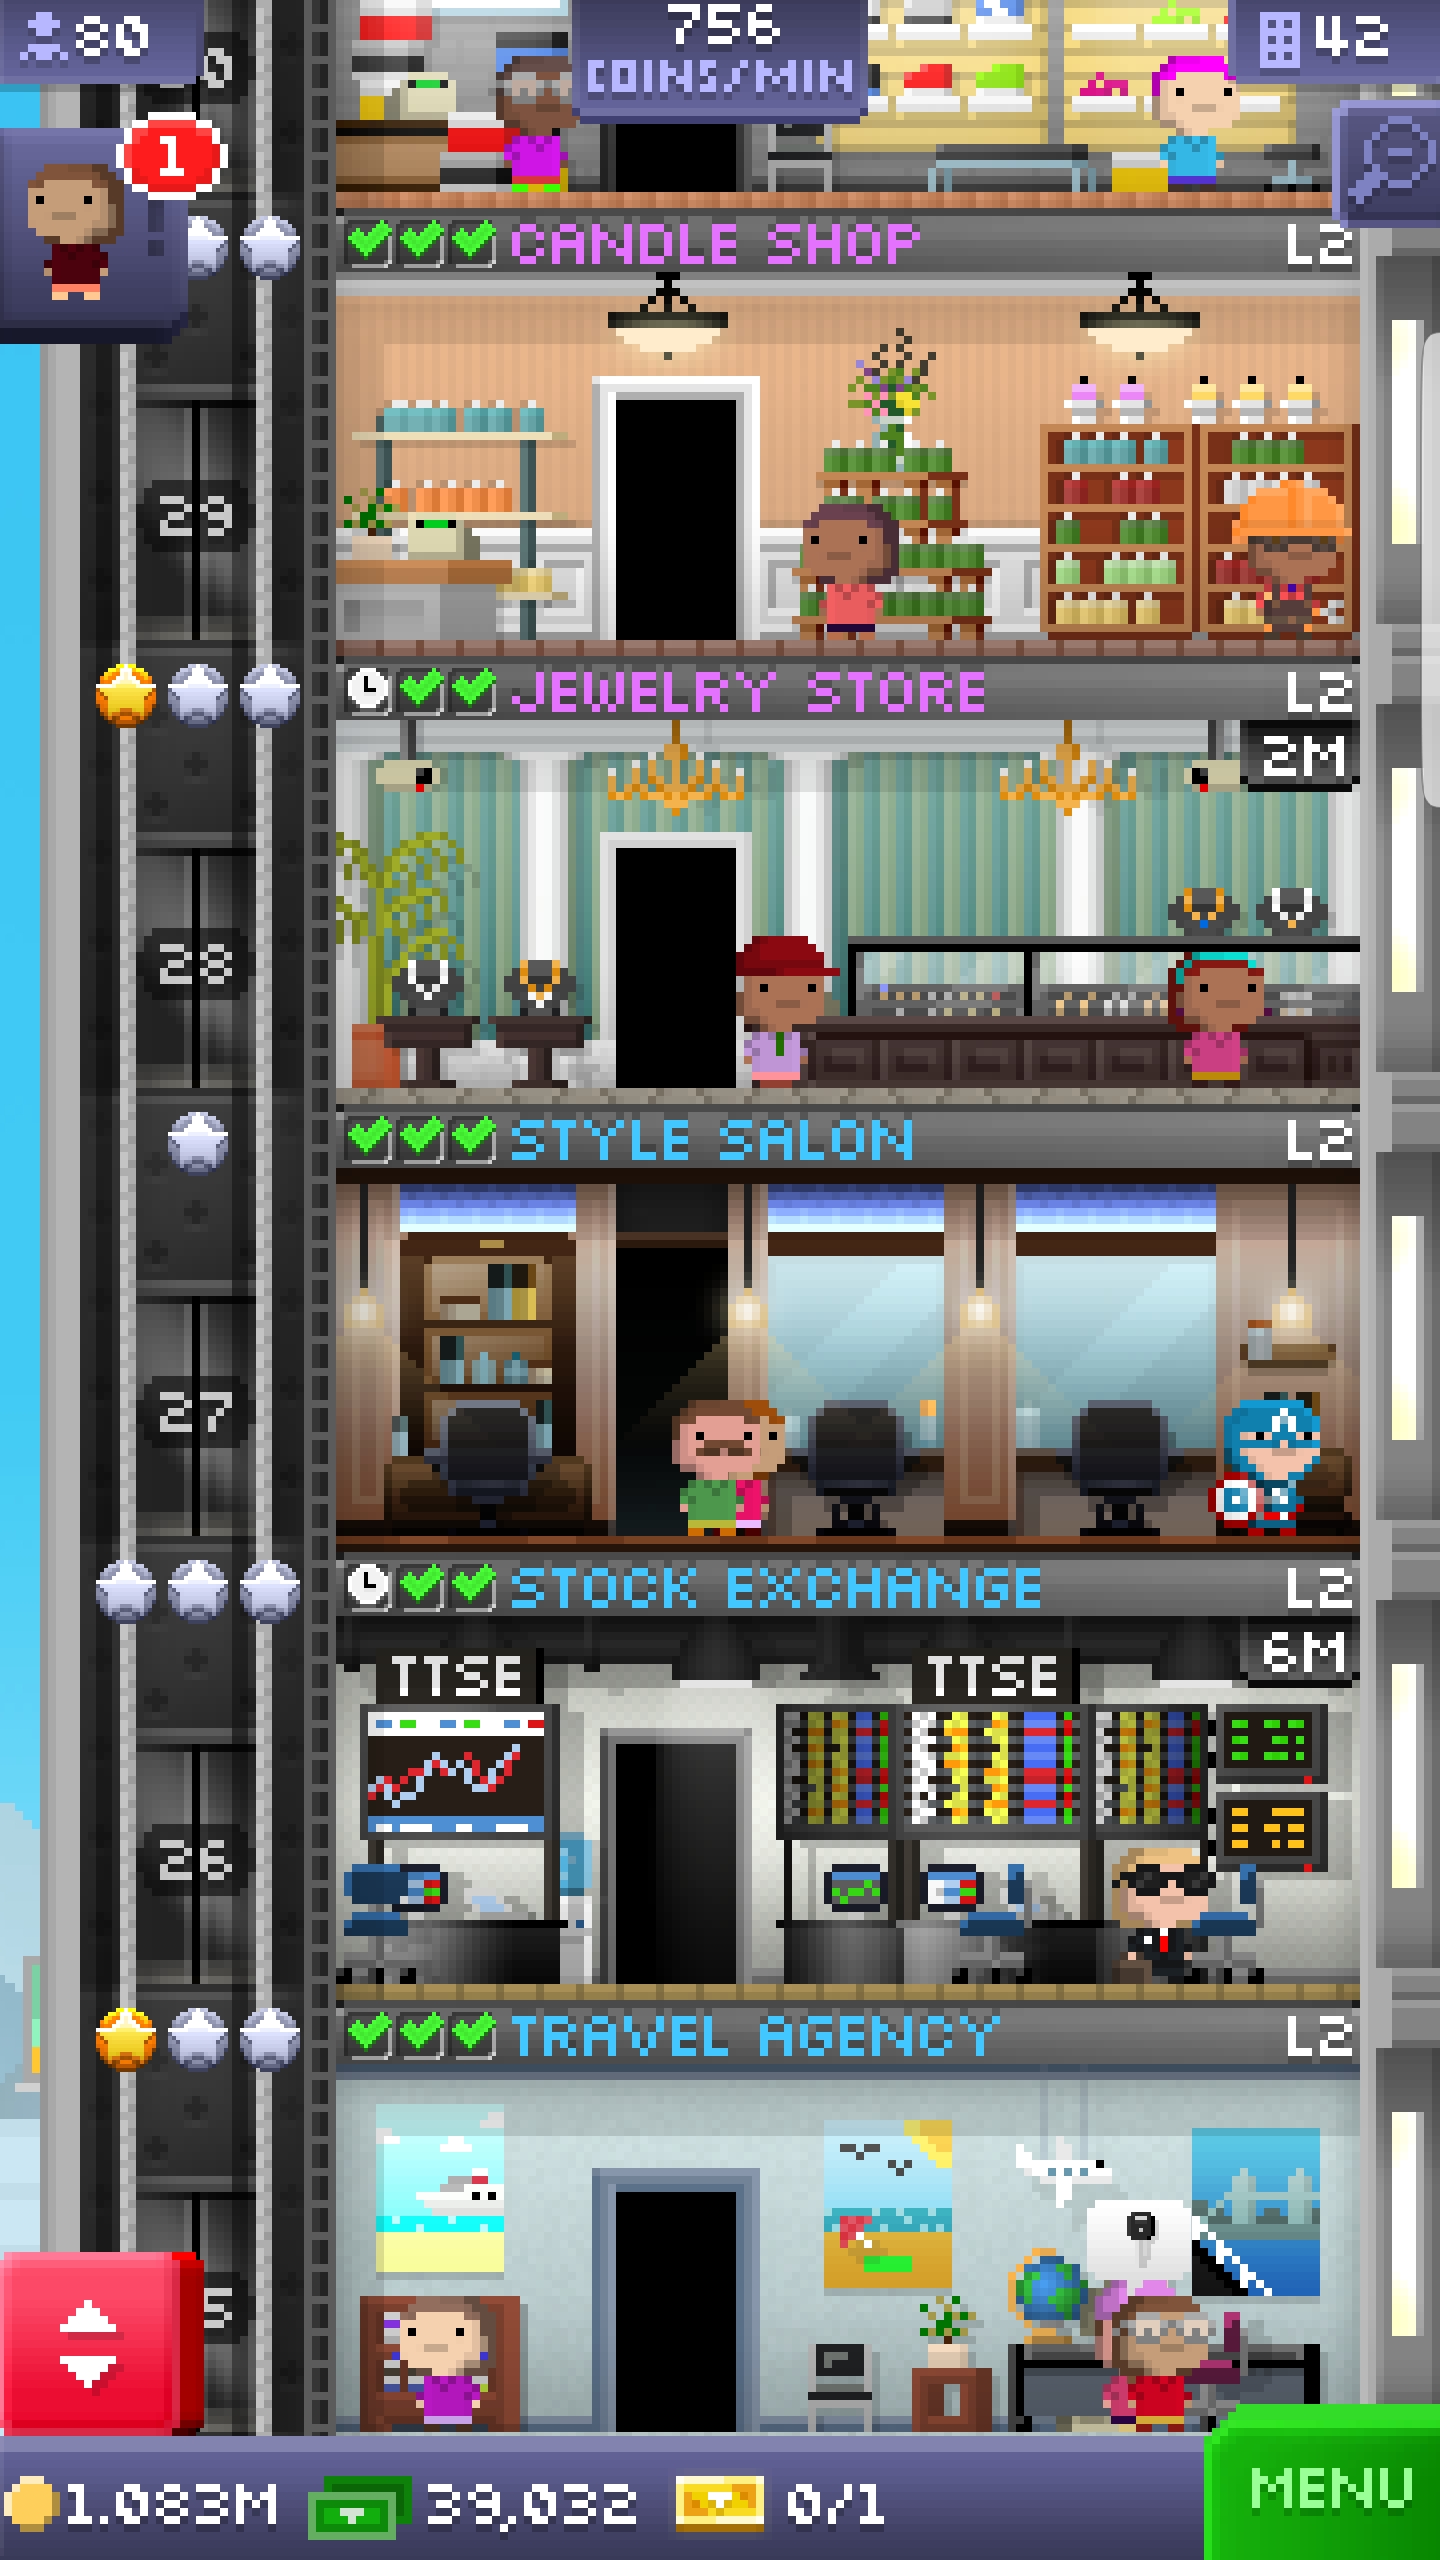 80
756
COINS/MIN
42
1
CANDLE SHOP L2
29
JEWELRY STORE L2
2M
28
STYLE SALON L2
27
STOCK EXCHANGE L2
6M
TTSE TTSE
26
TRAVEL AGENCY L2
1.083M 39,032 0/1
MENU